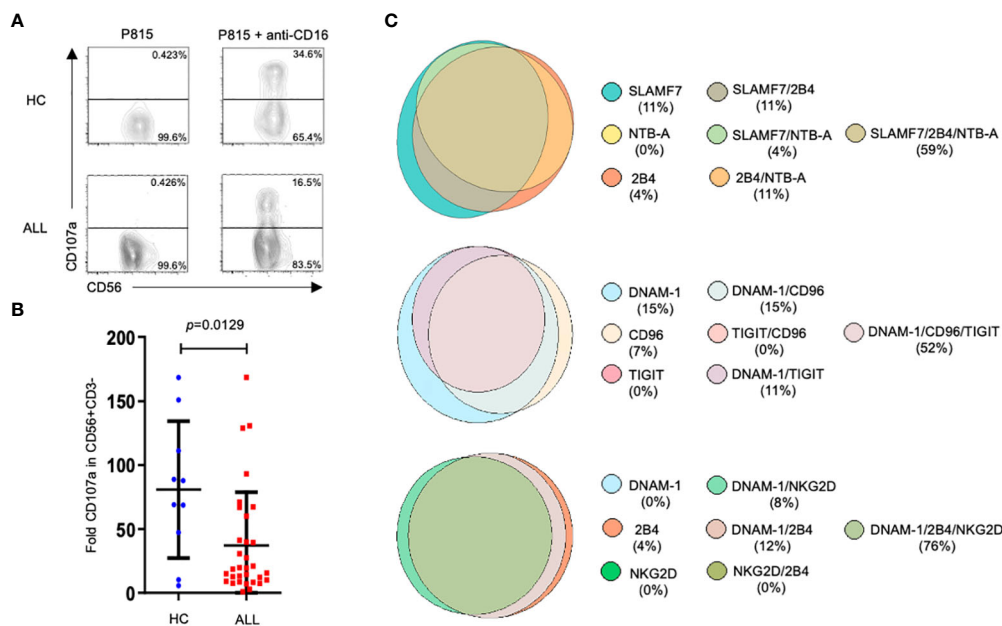 A
P815
P815 + anti-CD16
HC
0.423%
99.6%
34.6%
65.4%
ALL
0.426%
99.6%
16.5%
83.5%
CD107a
CD56
B
p=0.0129
Fold CD107a in CD56+CD3-
200
150
100
50
0
HC
ALL
C
SLAMF7
(11%)
SLAMF7/2B4
(11%)
NTB-A
(0%)
SLAMF7/NTB-A
(4%)
SLAMF7/2B4/NTB-A
(59%)
2B4
(4%)
2B4/NTB-A
(11%)
DNAM-1
(15%)
DNAM-1/CD96
(15%)
CD96
(7%)
TIGIT/CD96
(0%)
DNAM-1/CD96/TIGIT
(52%)
TIGIT
(0%)
DNAM-1/TIGIT
(11%)
DNAM-1
(0%)
DNAM-1/NKG2D
(8%)
2B4
(4%)
DNAM-1/2B4
(12%)
DNAM-1/2B4/NKG2D
(76%)
NKG2D
(0%)
NKG2D/2B4
(0%)